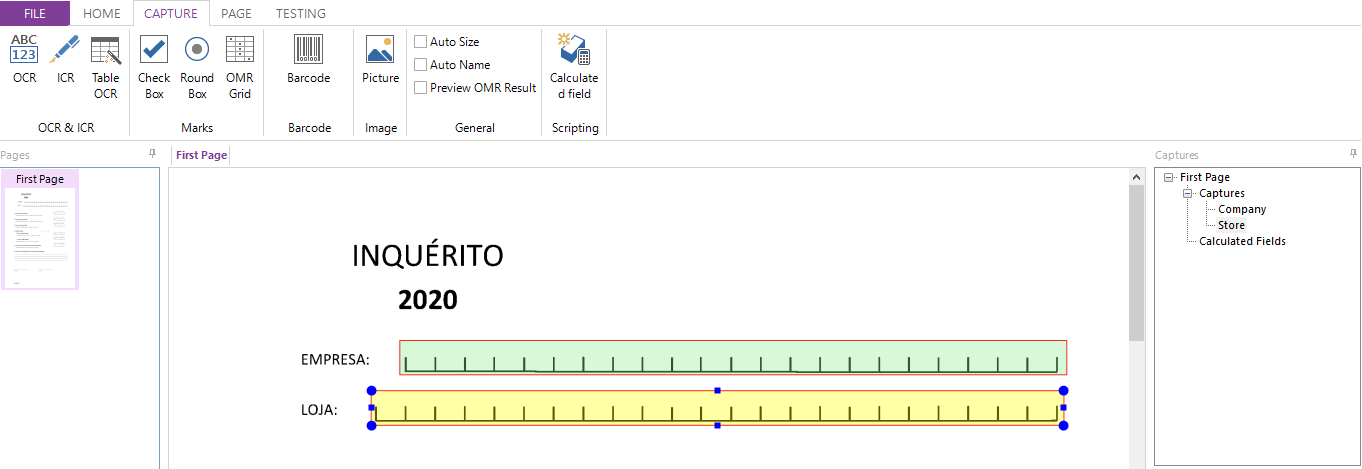 FILE HOME CAPTURE PAGE TESTING
ABC
123
OCR ICR Table
OCR
OCR & ICR
Check
Box
Round
Box
OMR
Grid
Marks
Barcode
Barcode
Picture
Image
Auto Size
Auto Name
Preview OMR Result
General
Calculate
d field
Scripting
Pages
First Page
First Page
INQUÉRITO
2020
EMPRESA:
LOJA:
Captures
First Page
Captures
Company
Store
Calculated Fields